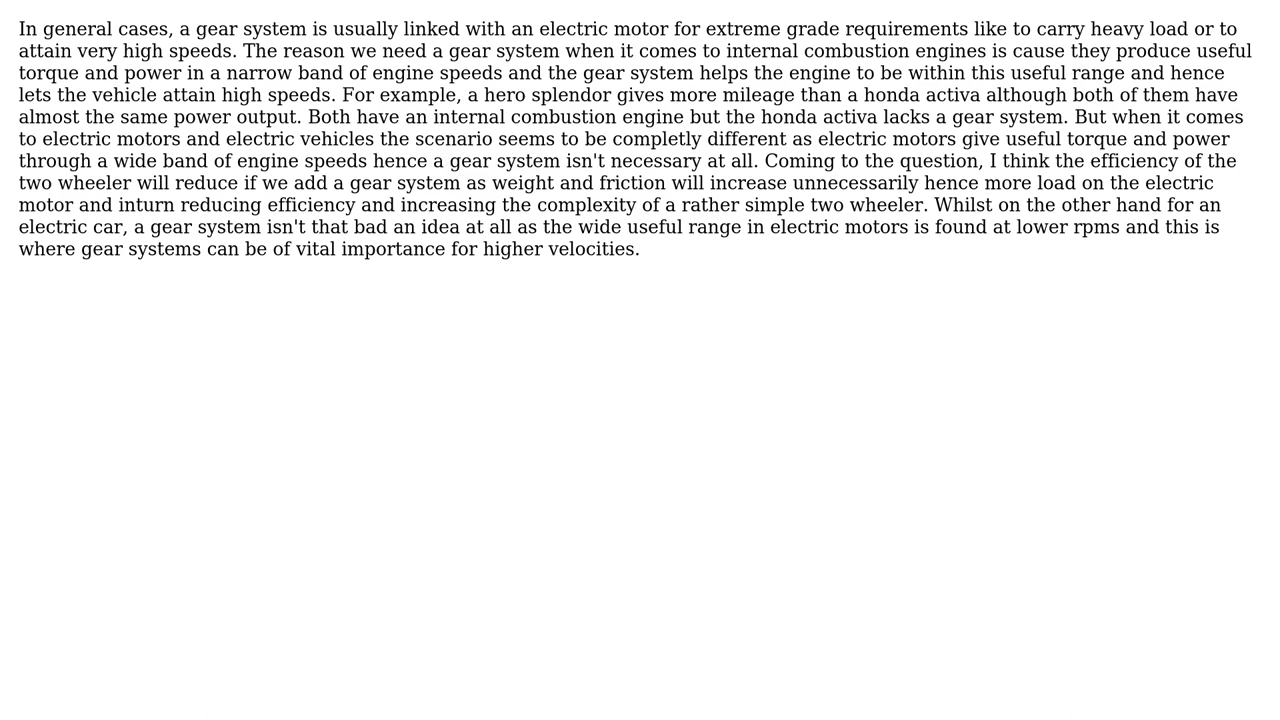 In general cases, a gear system is usually linked with an electric motor for extreme grade requirements like to carry heavy load or to
attain very high speeds. The reason we need a gear system when it comes to internal combustion engines is cause they produce useful
torque and power in a narrow band of engine speeds and the gear system helps the engine to be within this useful range and hence
lets the vehicle attain high speeds. For example, a hero splendor gives more mileage than a honda activa although both of them have
almost the same power output. Both have an internal combustion engine but the honda activa lacks a gear system. But when it comes
to electric motors and electric vehicles the scenario seems to be completly different as electric motors give useful torque and power
through a wide band of engine speeds hence a gear system isn't necessary at all. Coming to the question, I think the efficiency of the
two wheeler will reduce if we add a gear system as weight and friction will increase unnecessarily hence more load on the electric
motor and inturn reducing efficiency and increasing the complexity of a rather simple two wheeler. Whilst on the other hand for an
electric car, a gear system isn't that bad an idea at all as the wide useful range in electric motors is found at lower rpms and this is
where gear systems can be of vital importance for higher velocities.